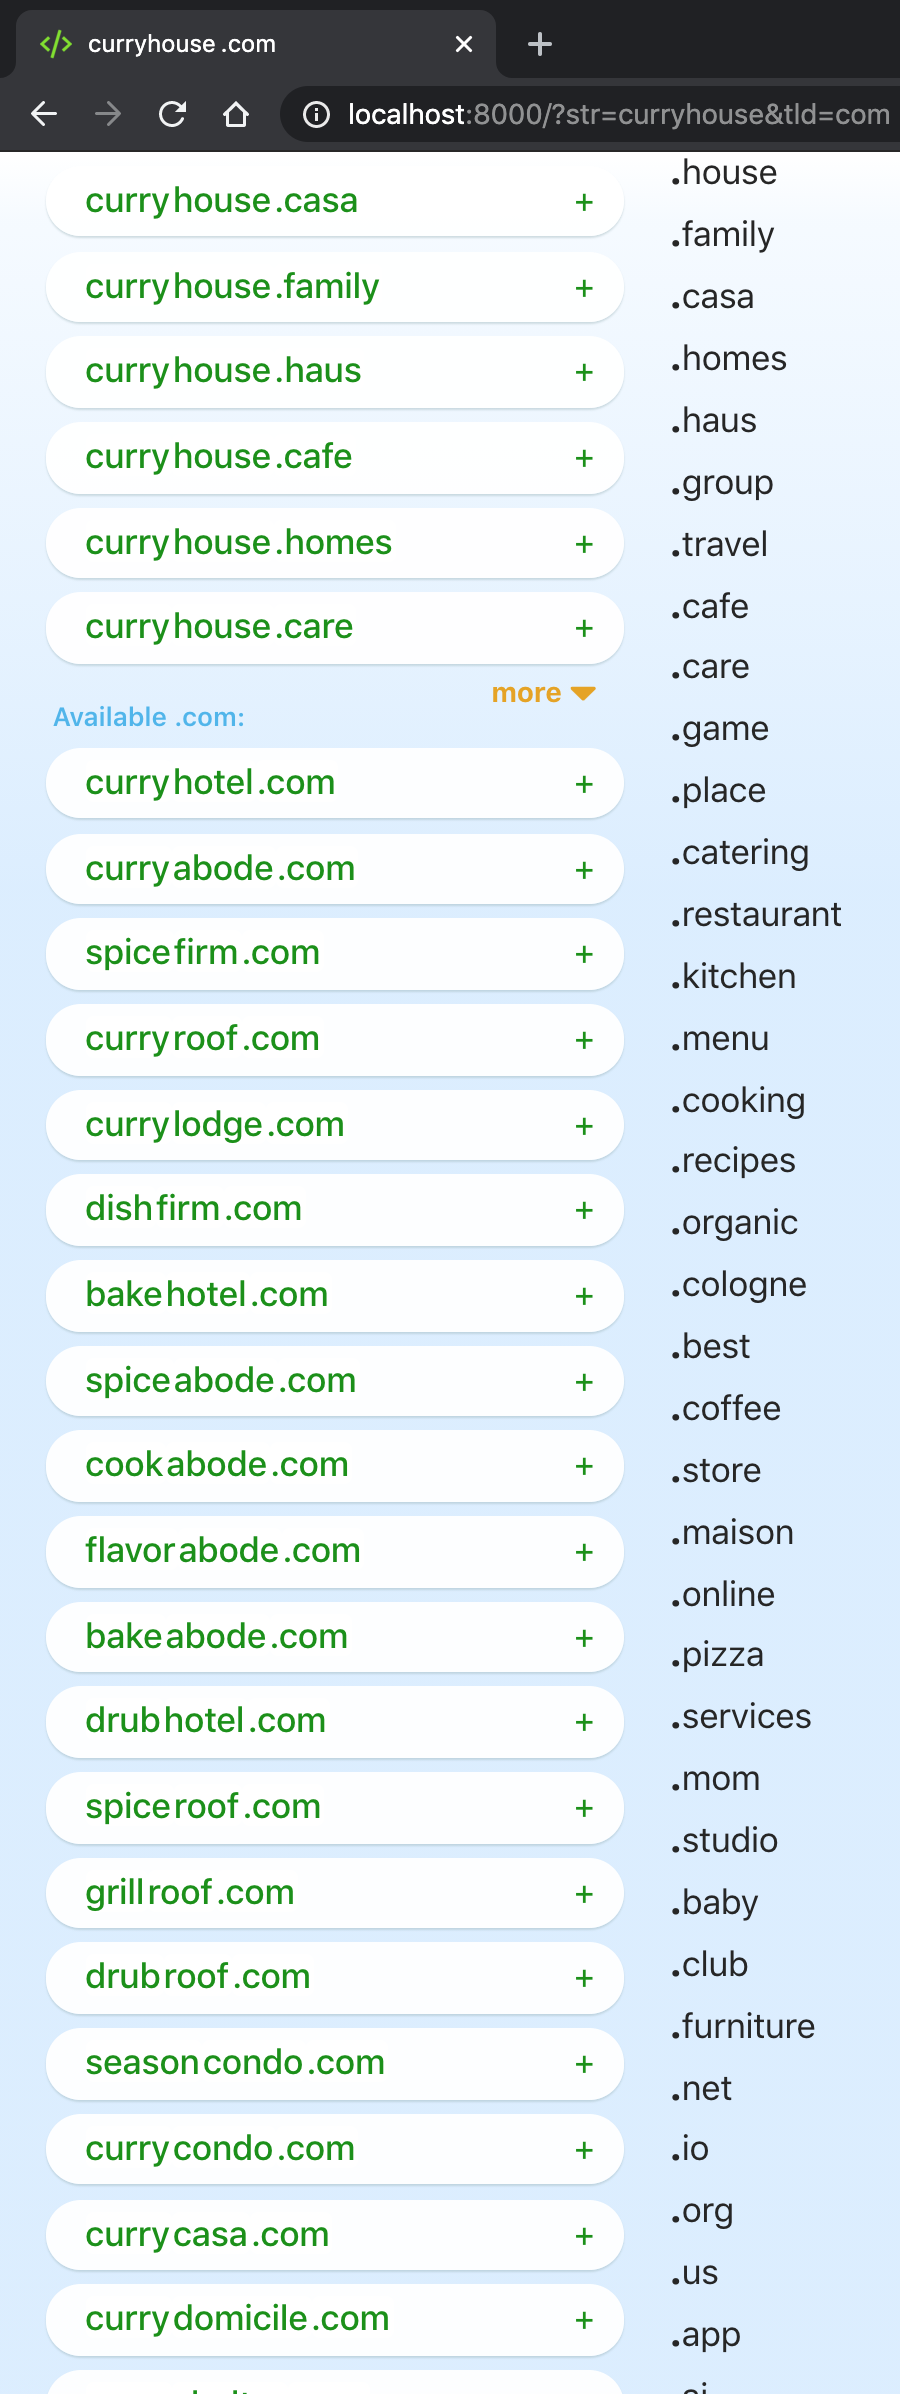 curryhouse.com
localhost:8000/?str=curryhouse&tld=com
curryhouse.casa +
curryhouse.family +
curryhouse.haus +
curryhouse.cafe +
curryhouse.homes +
curryhouse.care +
more
Available .com:
curryhotel.com +
curryabode.com +
spicefirm.com +
curryroof.com +
currylodge.com +
dishfirm.com +
bakehotel.com +
spiceabode.com +
cookabode.com +
flavorabode.com +
bakeabode.com +
drubhotel.com +
spiceroof.com +
grillroof.com +
drubroof.com +
seasoncondo.com +
currycondo.com +
currycasa.com +
currydomicile.com +
.house
.family
.casa
.homes
.haus
.group
.travel
.cafe
.care
.game
.place
.catering
.restaurant
.kitchen
.menu
.cooking
.recipes
.organic
.cologne
.best
.coffee
.store
.maison
.online
.pizza
.services
.mom
.studio
.baby
.club
.furniture
.net
.io
.org
.us
.app